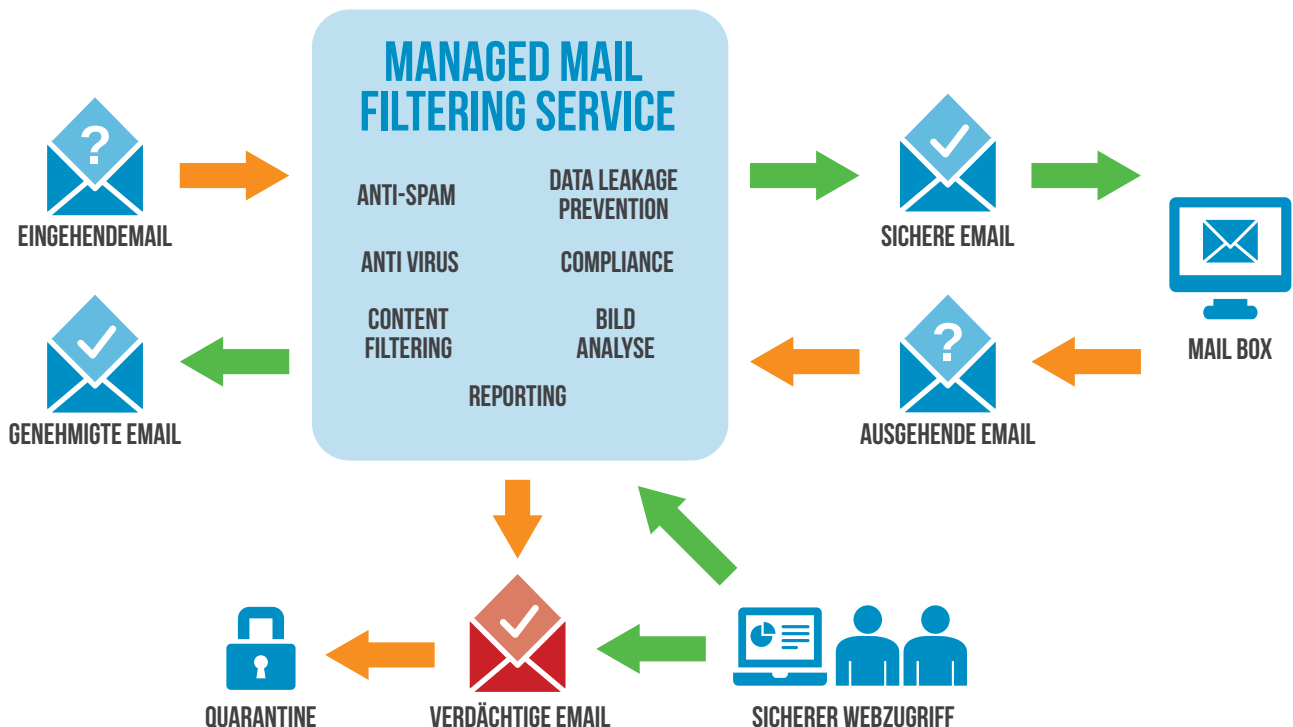 MANAGED MAIL
FILTERING SERVICE
ANTI-SPAM
DATA LEAKAGE
PREVENTION
ANTI VIRUS
COMPLIANCE
CONTENT
FILTERING
BILD
ANALYSE
REPORTING
?
EINGEHENDEMAIL
SICHERE EMAIL
MAIL BOX
GENEHMIGTE EMAIL
?
AUSGEHENDE EMAIL
QUARANTINE
VERDÄCHTIGE EMAIL
SICHERER WEBZUGRIFF